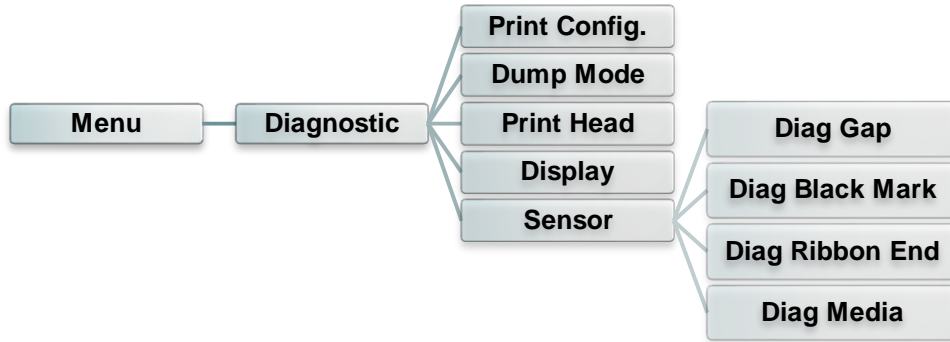 Menu
Diagnostic
Print Config.
Dump Mode
Print Head
Display
Sensor
Diag Gap
Diag Black Mark
Diag Ribbon End
Diag Media